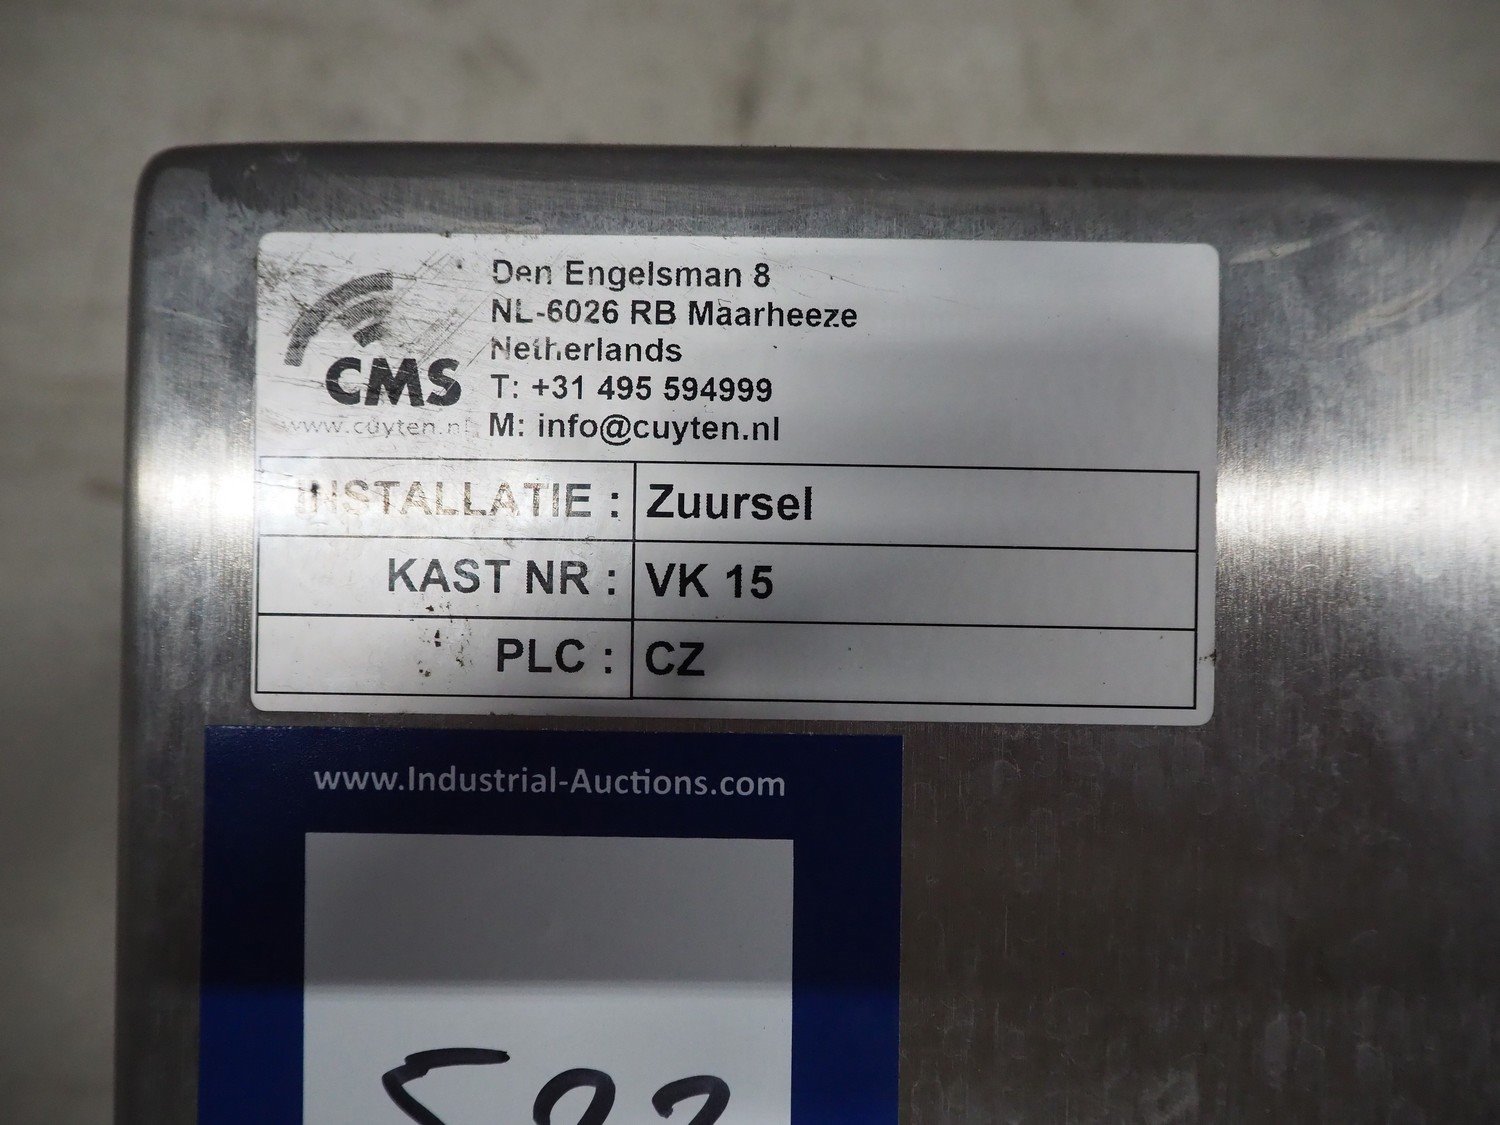 Den Engelsman 8
NL-6026 RB Maarheeze
Netherlands
T: +31 495 594999
M: info@cuyten.nl
CMS
www.cuyten.nl
INSTALLATIE : Zuursel
KAST NR : VK 15
PLC : CZ
www.Industrial-Auctions.com